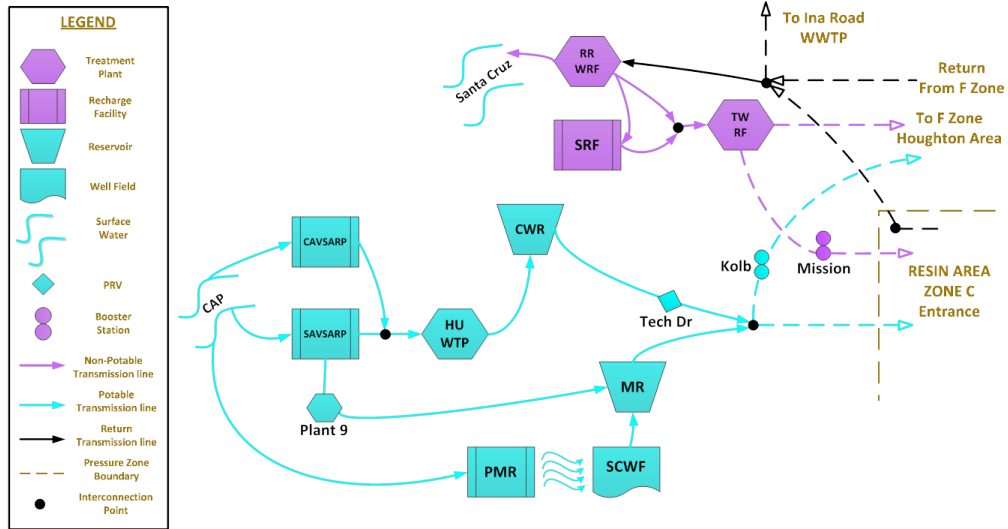 LEGEND
Treatment
Plant
Recharge
Facility
Reservoir
Well Field
Surface
Water
PRV
Booster
Station
Non-Potable
Transmission line
Potable
Transmission line
Return
Transmission line
Pressure Zone
Boundary
Interconnection
Point
To Ina Road
WWTP
Return
From F Zone
To F Zone
Houghton Area
RR
WRF
Santa Cruz
SRF
TW
RF
CAVSARP
CWR
Kolb
Mission
RESIN AREA
ZONE C
Entrance
CAP
SAVSARP
HU
WTP
Tech Dr
MR
Plant 9
PMR
SCWF